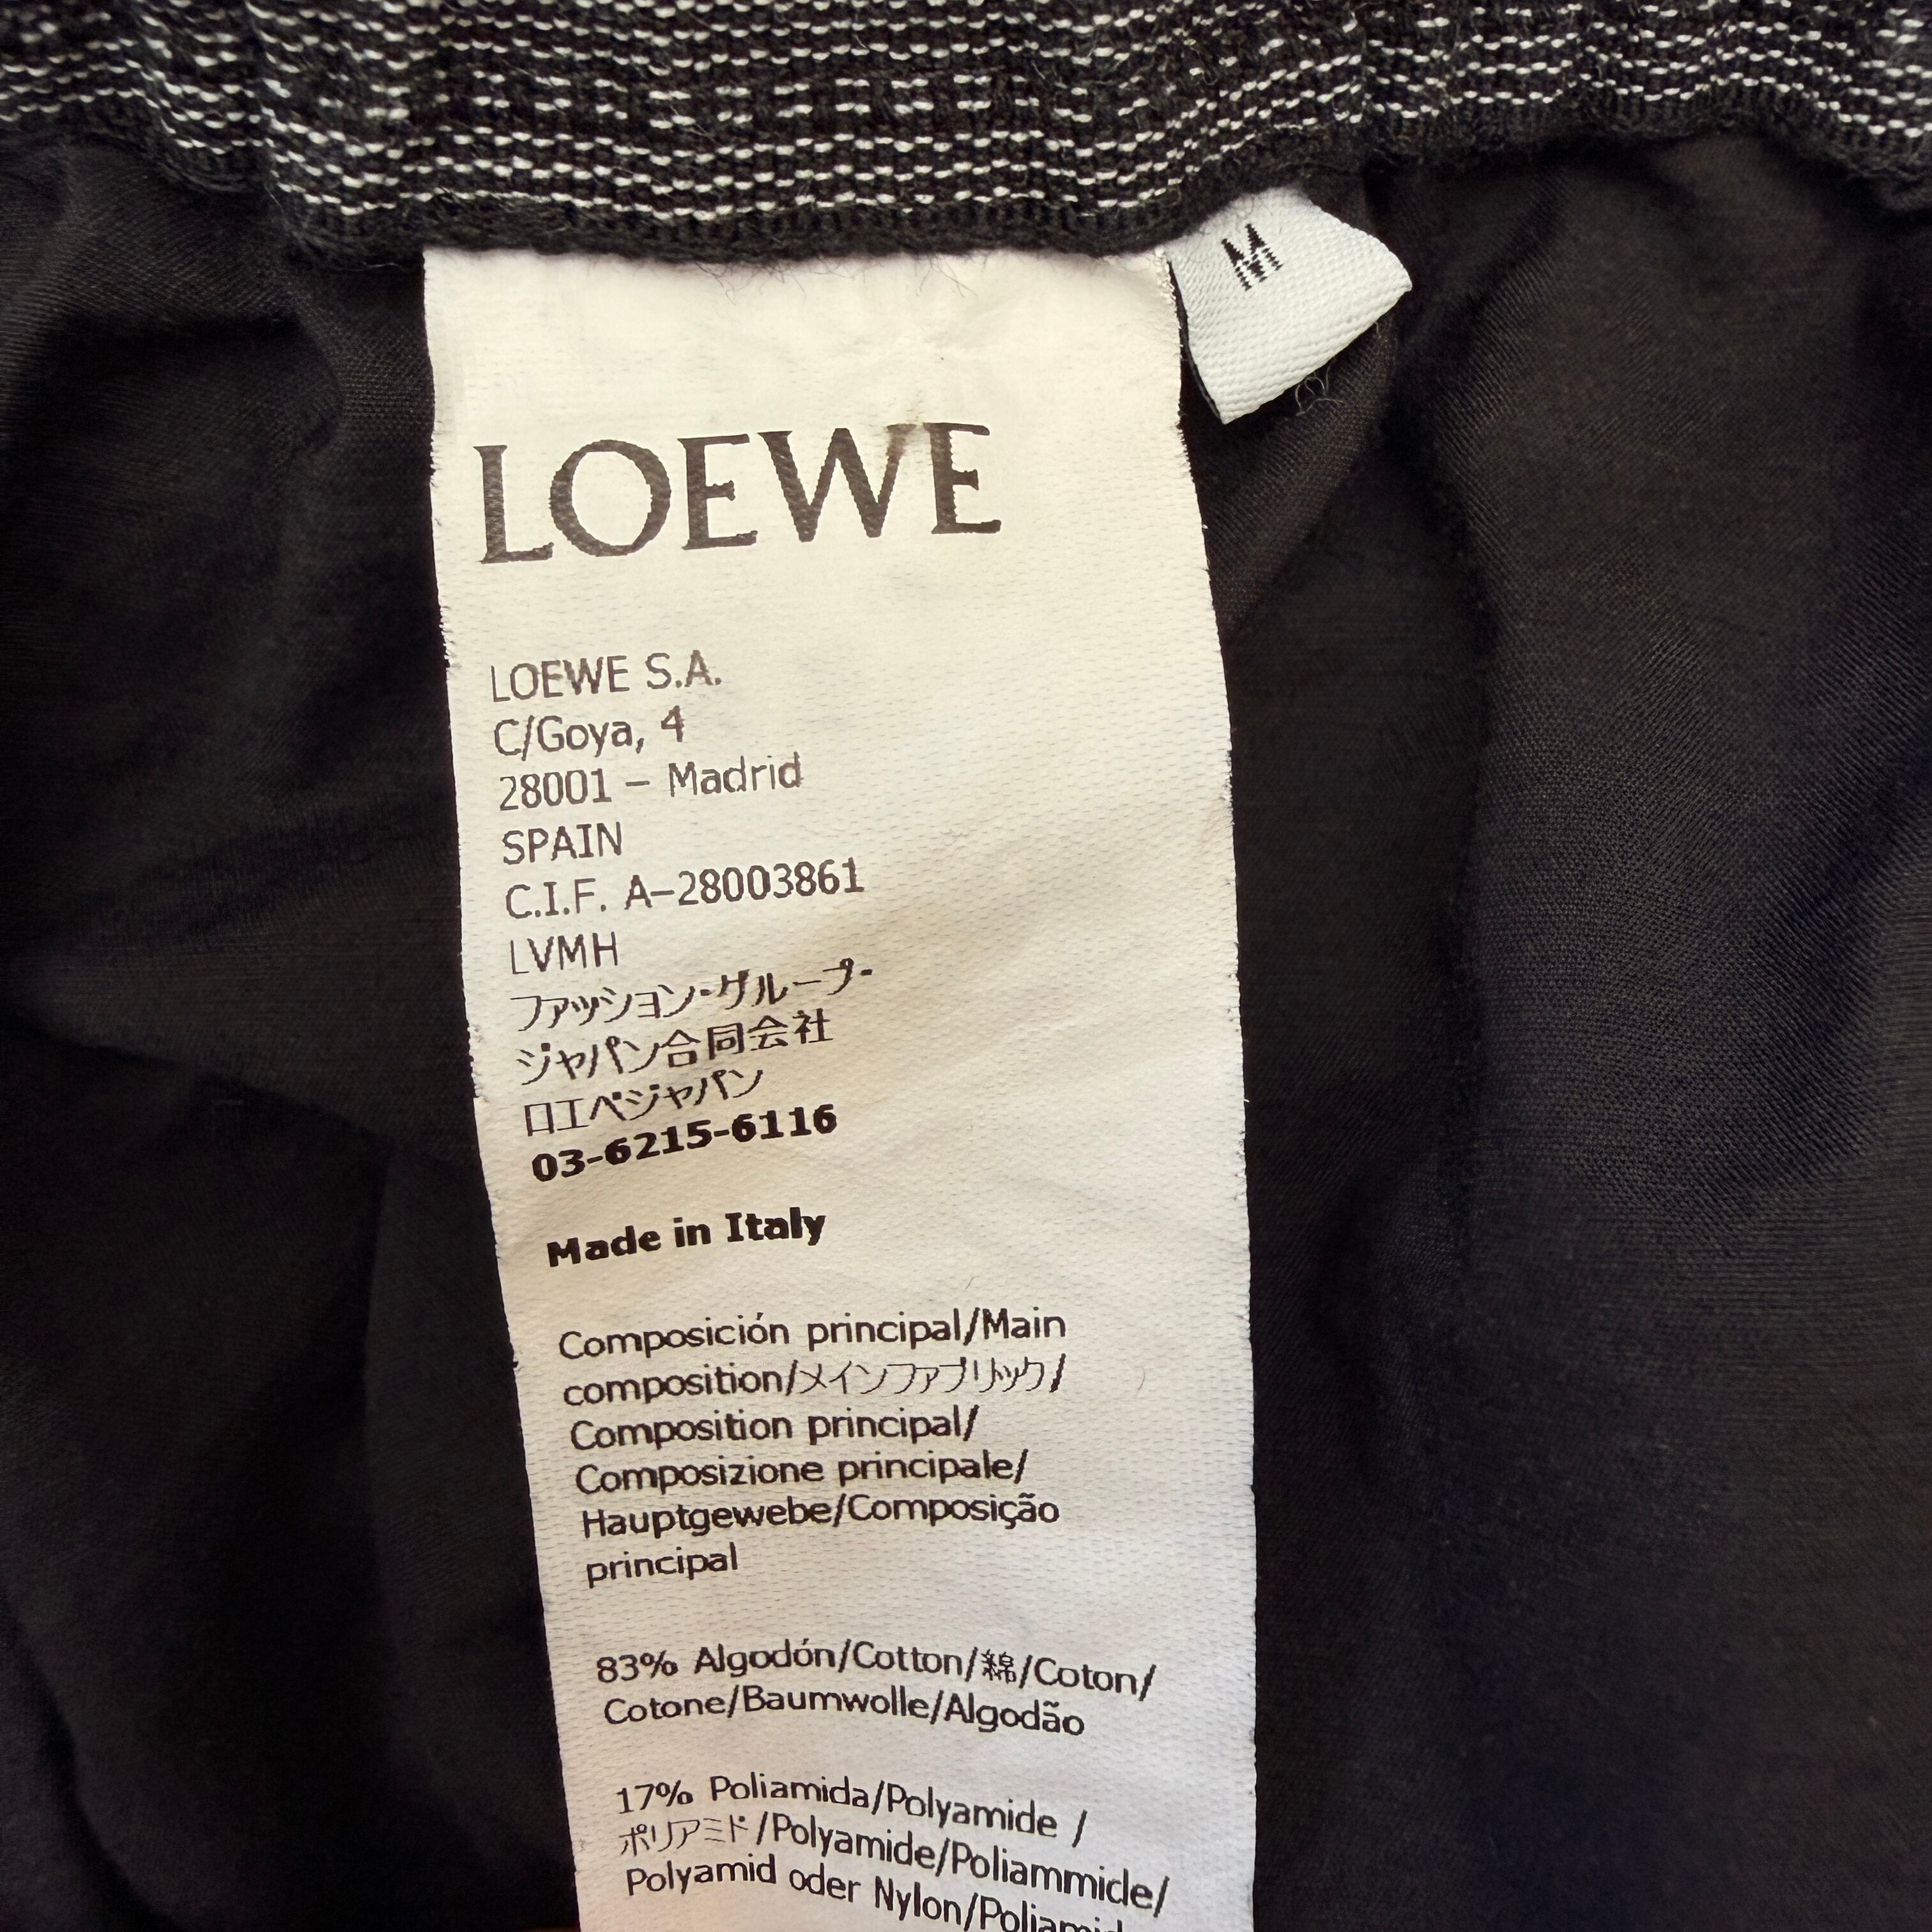 M
LOEWE
LOEWE S.A.
C/Goya, 4
28001 – Madrid
SPAIN
C.I.F. A–28003861
LVMH
ファッション・グループ・
ジャパン合同会社
ロエベジャパン
03-6215-6116
Made in Italy
Composición principal/Main
composition/メインファブリック/
Composition principal/
Composizione principale/
Hauptgewebe/Composição
principal
83% Algodón/Cotton/綿/Coton/
Cotone/Baumwolle/Algodão
17% Poliamida/Polyamide /
ポリアミド/Polyamide/Poliammide/
Polyamid oder Nylon/